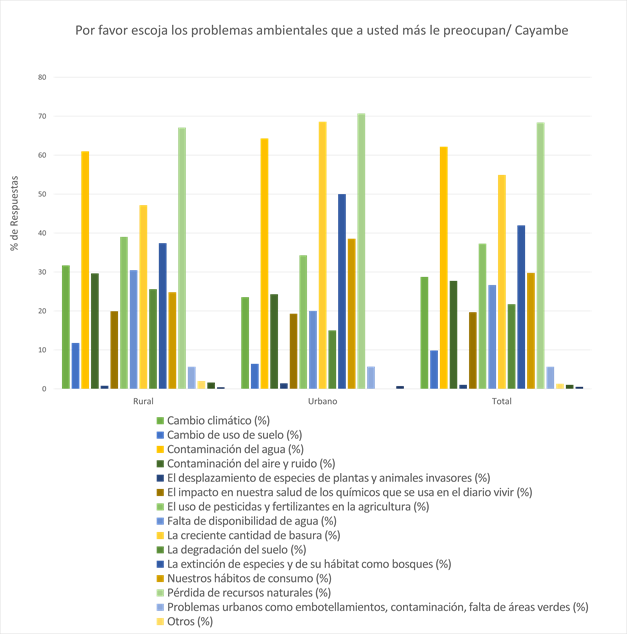 Por favor escoja los problemas ambientales que a usted más le preocupan/ Cayambe
80
70
60
50
40
30
20
10
0
% de Respuestas
Rural Urbano Total
Cambio climático (%)
Cambio de uso de suelo (%)
Contaminación del agua (%)
Contaminación del aire y ruido (%)
El desplazamiento de especies de plantas y animales invasores (%)
El impacto en nuestra salud de los químicos que se usa en el diario vivir (%)
El uso de pesticidas y fertilizantes en la agricultura (%)
Falta de disponibilidad de agua (%)
La creciente cantidad de basura (%)
La degradación del suelo (%)
La extinción de especies y de su hábitat como bosques (%)
Nuestros hábitos de consumo (%)
Pérdida de recursos naturales (%)
Problemas urbanos como embotellamientos, contaminación, falta de áreas verdes (%)
Otros (%)